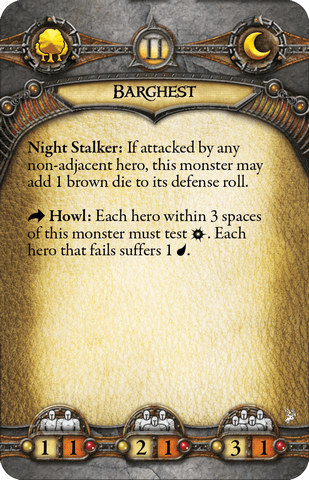 II
BARGHEST
Night Stalker: If attacked by any
non-adjacent hero, this monster may
add 1 brown die to its defense roll.
Howl: Each hero within 3 spaces
of this monster must test . Each
hero that fails suffers 1 .
1 1 2 1 3 1